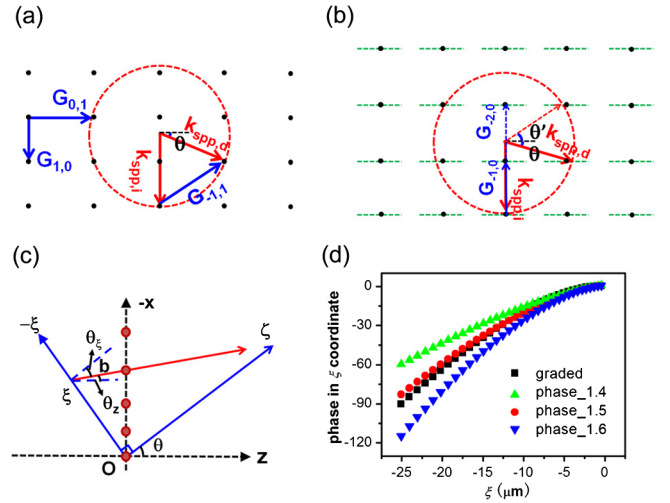 (a)
G0,1
G1,0
kspp,i
θ
kspp,d
G-1,1
(b)
G-2,0
θ'
kspp,d
θ
G-1,0
kspp,i
(c)
-x
−ξ
θξ
b
ζ
ξ
θz
θ
O
z
(d)
phase in ξ coordinate
0
-30
-60
-90
-120
graded
phase_1.4
phase_1.5
phase_1.6
-25 -20 -15 -10 -5 0
ξ (μm)